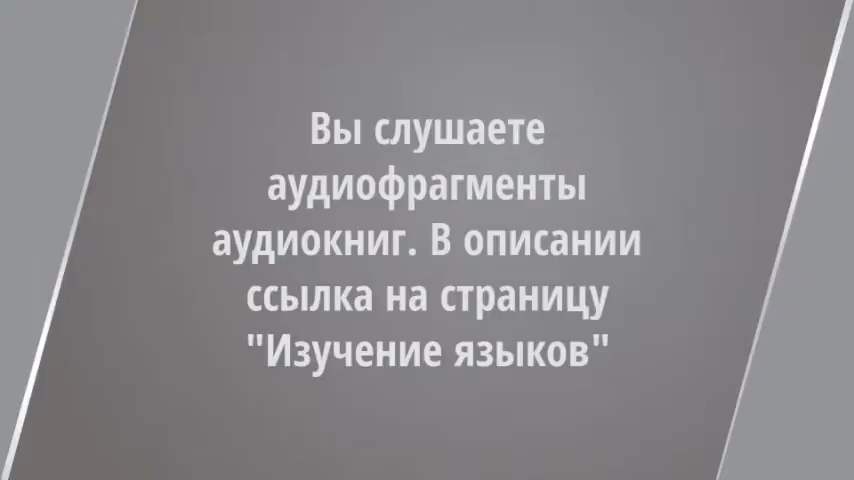 Вы слушаете
аудиофрагменты
аудиокниг. В описании
ссылка на страницу
"Изучение языков"